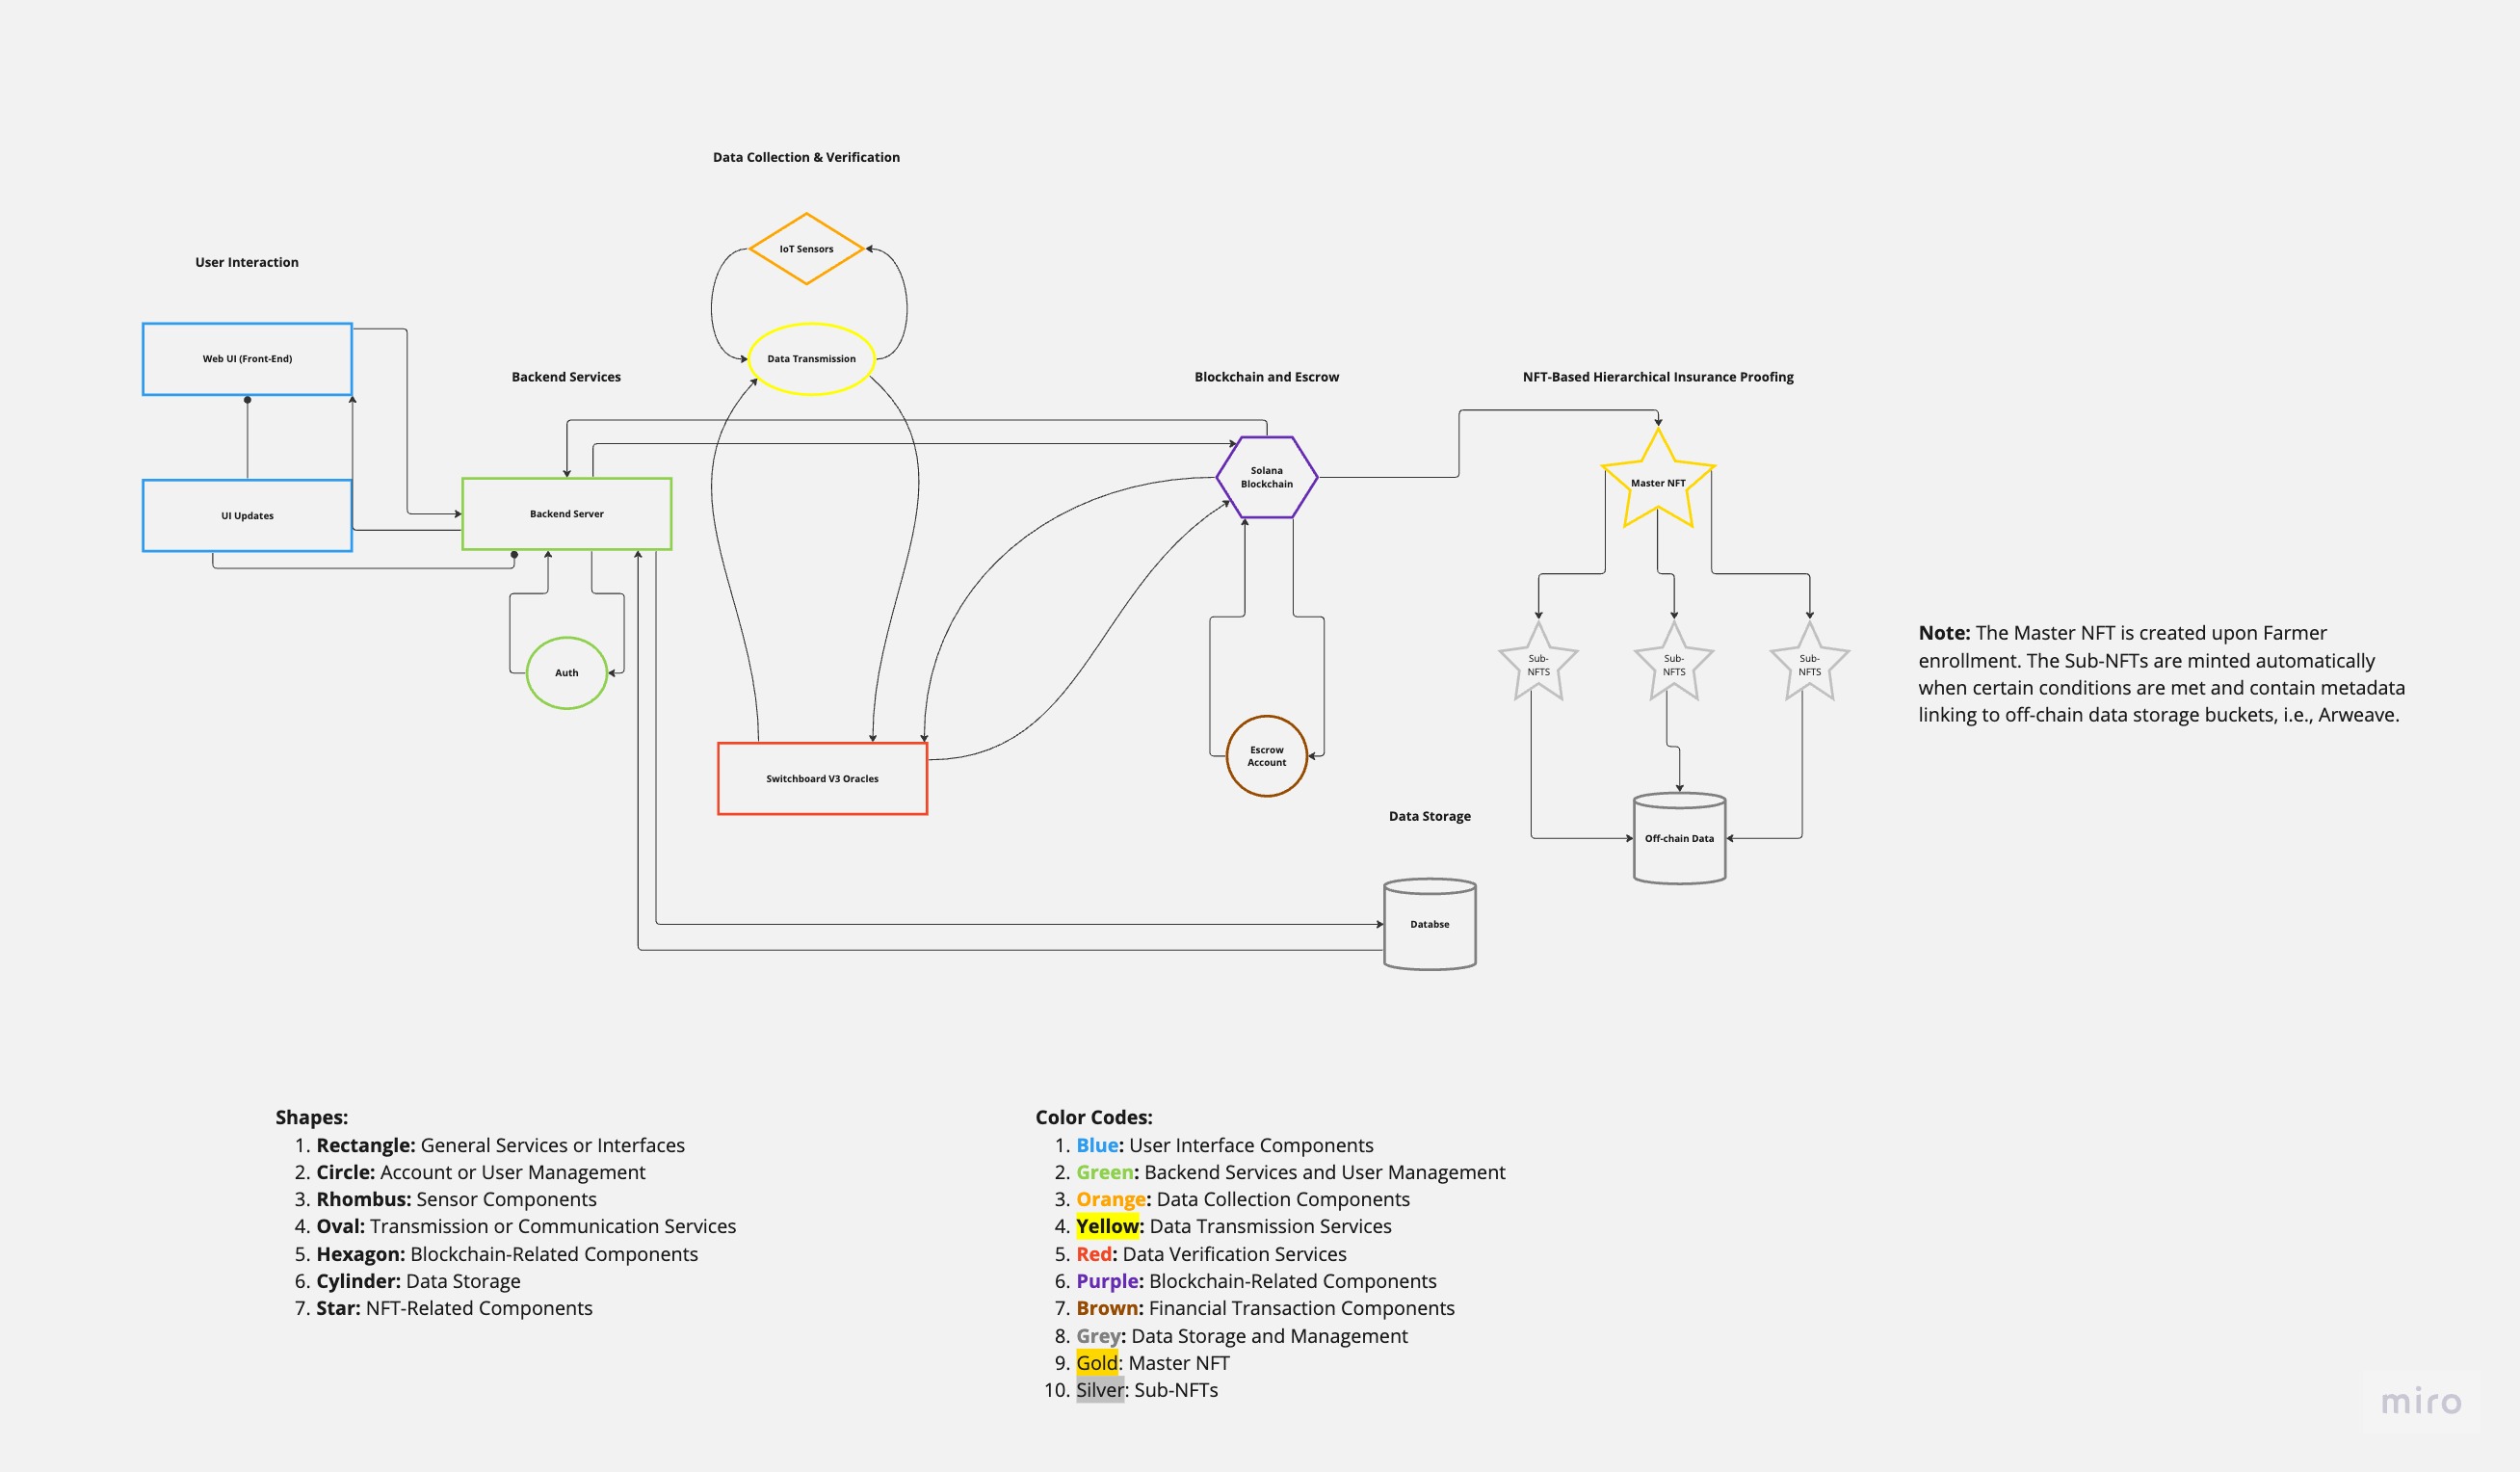 Data Collection & Verification
User Interaction
IoT Sensors
Web UI (Front-End)
Data Transmission
Backend Services
Blockchain and Escrow
NFT-Based Hierarchical Insurance Proofing
UI Updates
Backend Server
Solana
Blockchain
Master NFT
Auth
Sub-
NFTS
Sub-
NFTS
Sub-
NFTS
Note: The Master NFT is created upon Farmer
enrollment. The Sub-NFTs are minted automatically
when certain conditions are met and contain metadata
linking to off-chain data storage buckets, i.e., Arweave.
Switchboard V3 Oracles
Escrow
Account
Data Storage
Off-chain Data
Databse
Shapes:
1. Rectangle: General Services or Interfaces
2. Circle: Account or User Management
3. Rhombus: Sensor Components
4. Oval: Transmission or Communication Services
5. Hexagon: Blockchain-Related Components
6. Cylinder: Data Storage
7. Star: NFT-Related Components
Color Codes:
1. Blue: User Interface Components
2. Green: Backend Services and User Management
3. Orange: Data Collection Components
4. Yellow: Data Transmission Services
5. Red: Data Verification Services
6. Purple: Blockchain-Related Components
7. Brown: Financial Transaction Components
8. Grey: Data Storage and Management
9. Gold: Master NFT
10. Silver: Sub-NFTs
miro